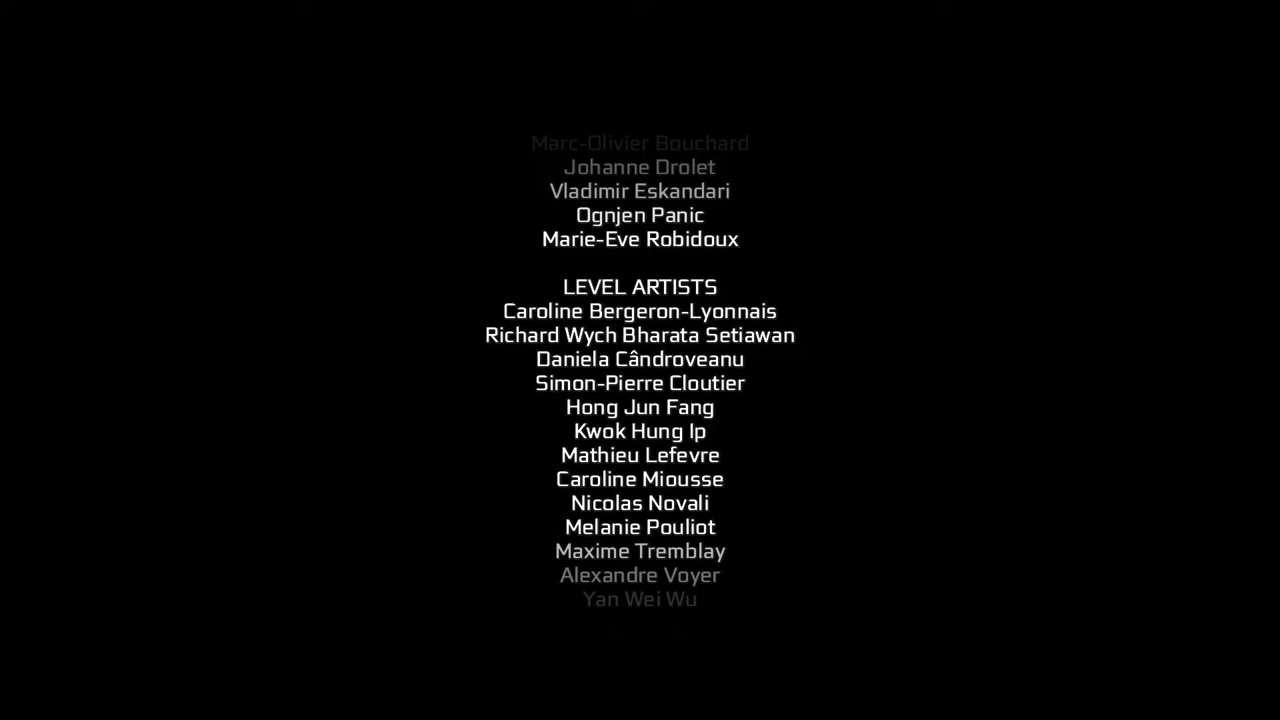 Marc-Olivier Bouchard
Johanne Drolet
Vladimir Eskandari
Ognjen Panic
Marie-Eve Robidoux
LEVEL ARTISTS
Caroline Bergeron-Lyonnais
Richard Wych Bharata Setiawan
Daniela Cândroveanu
Simon-Pierre Cloutier
Hong Jun Fang
Kwok Hung Ip
Mathieu Lefevre
Caroline Miousse
Nicolas Novali
Melanie Pouliot
Maxime Tremblay
Alexandre Voyer
Yan Wei Wu